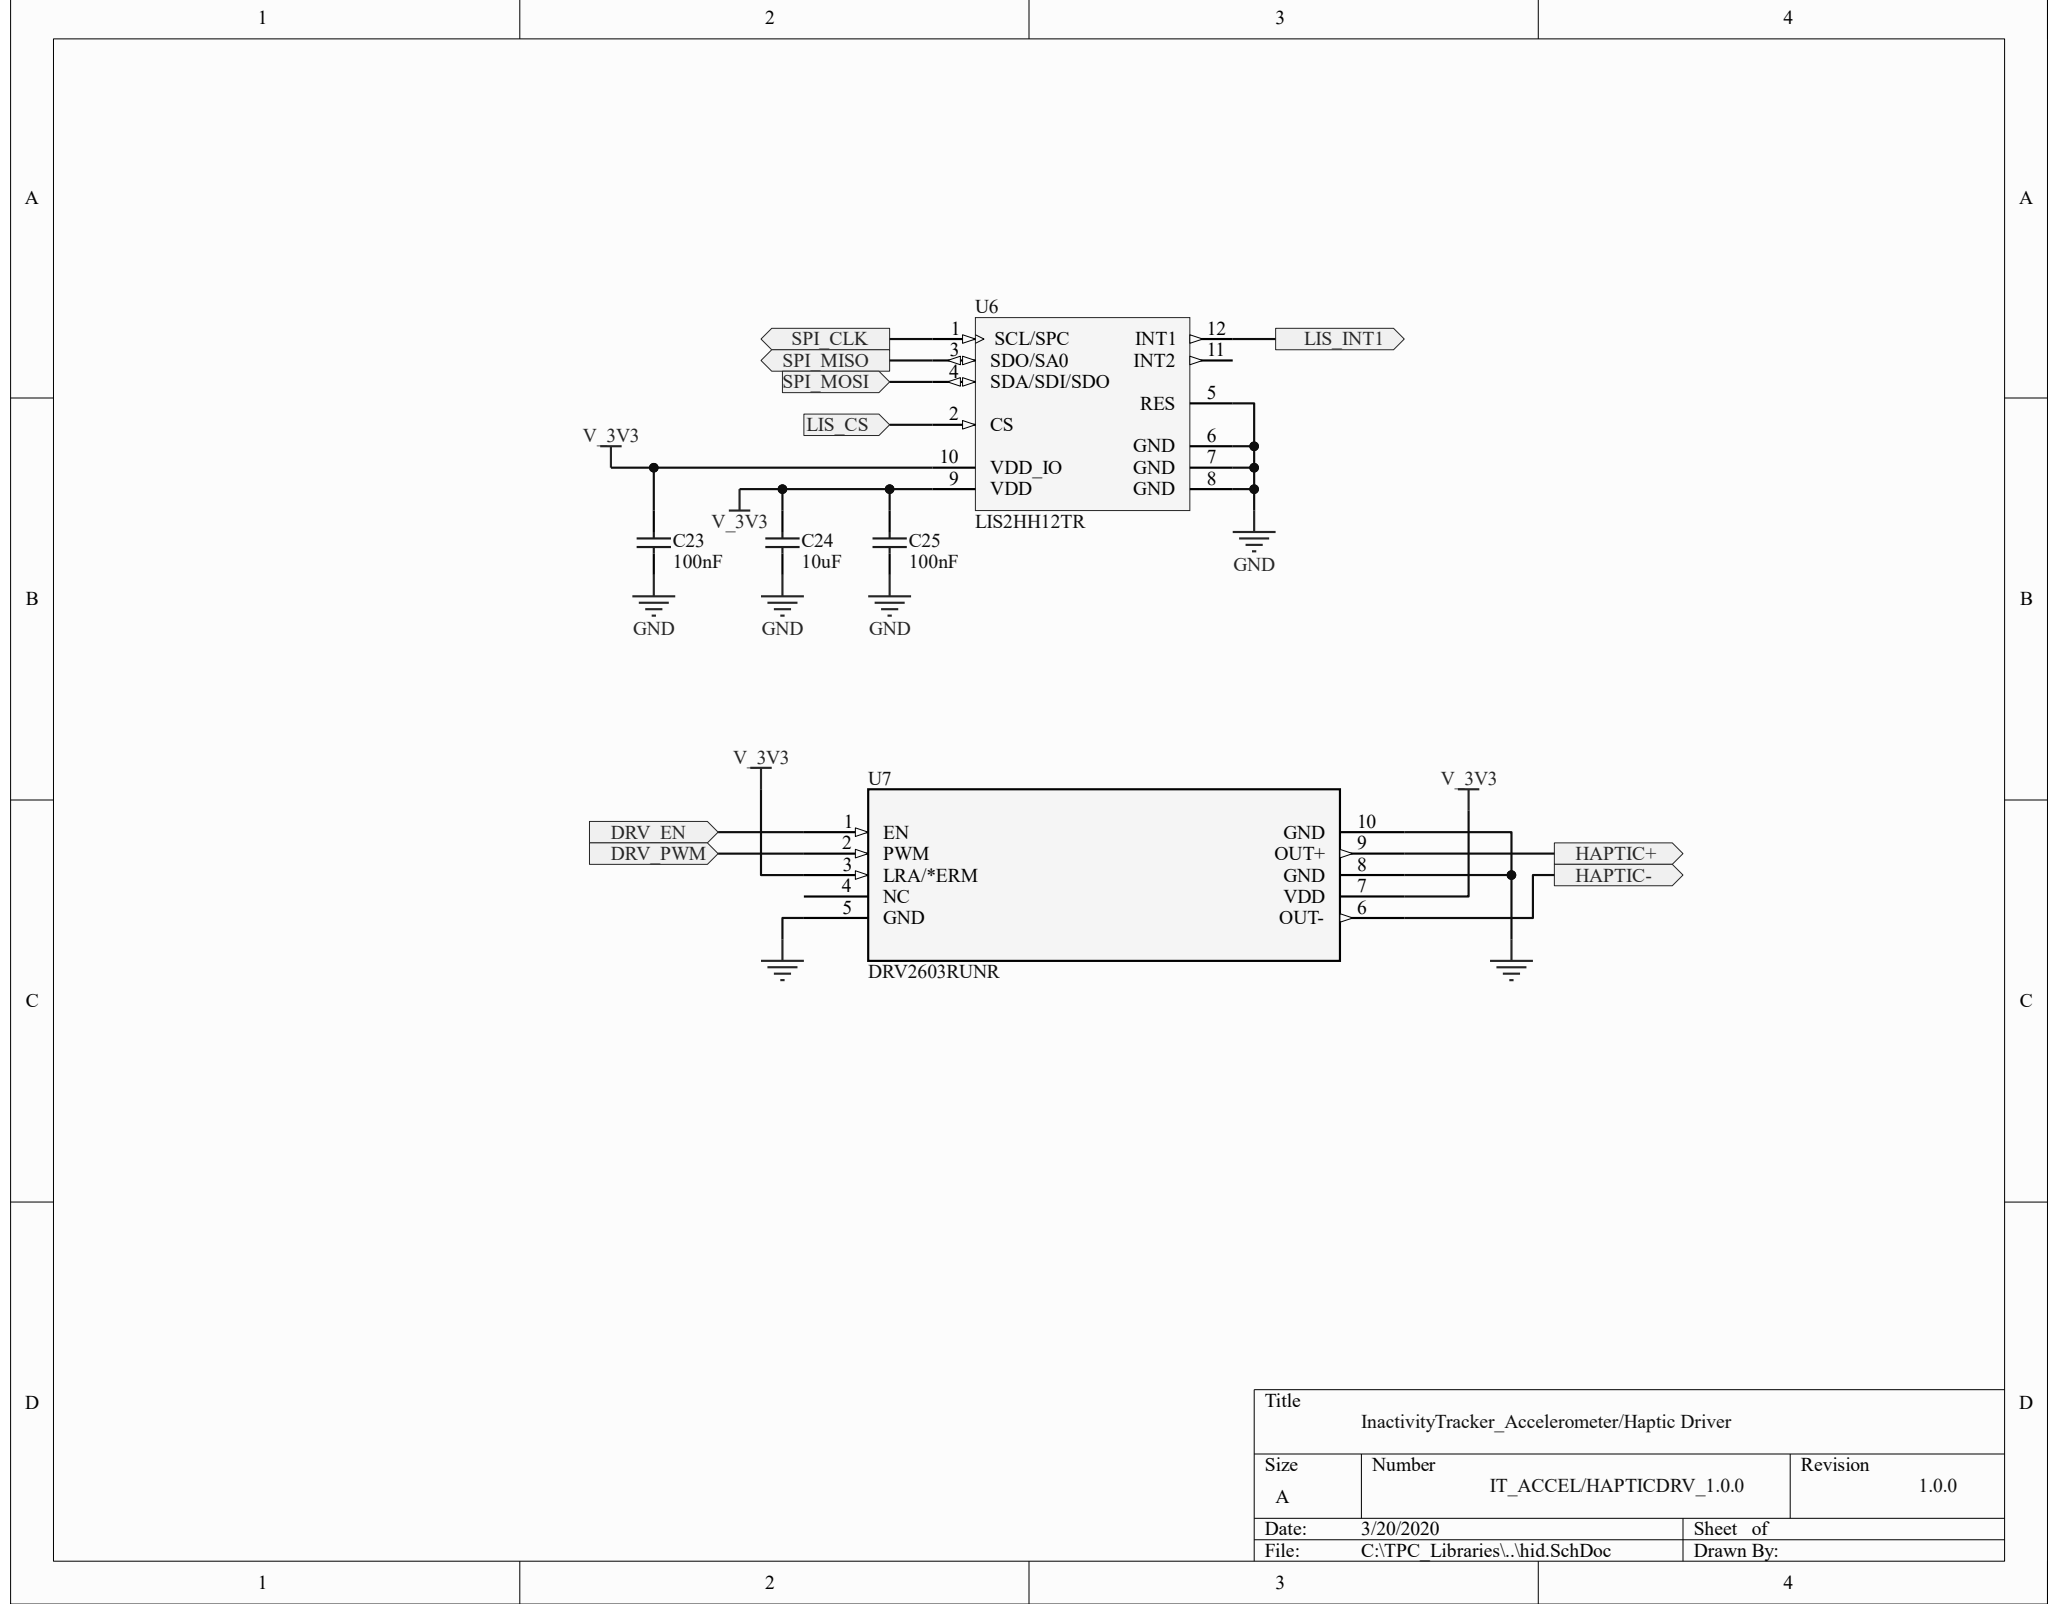 1 2 3 4
A A
U6
SPI_CLK 1 SCL/SPC INT1 12 LIS_INT1
SPI_MISO 3 SDO/SA0 INT2 11
SPI_MOSI 4 SDA/SDI/SDO
RES 5
LIS_CS 2 CS
V_3V3
GND 6
10 VDD_IO GND 7
9 VDD GND 8
V_3V3
LIS2HH12TR
C23 C24 C25
100nF 10uF 100nF
GND
B B
GND GND GND
V_3V3
U7
V_3V3
DRV_EN 1 EN GND 10
DRV_PWM 2 PWM OUT+ 9 HAPTIC+
3 LRA/*ERM GND 8 HAPTIC-
4 NC VDD 7
5 GND OUT- 6
DRV2603RUNR
C C
D D
Title
InactivityTracker_Accelerometer/Haptic Driver
Size Number Revision
A IT_ACCEL/HAPTICDRV_1.0.0 1.0.0
Date: 3/20/2020 Sheet of
File: C:\TPC_Libraries\..\hid.SchDoc Drawn By:
1 2 3 4